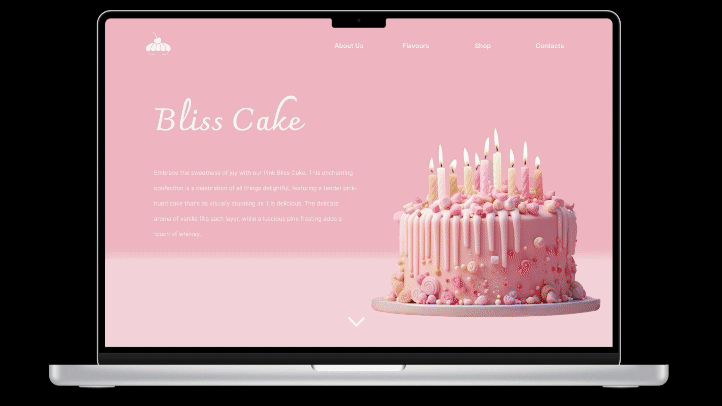 About Us
Flavours
Shop
Contacts
Bliss Cake
Embrace the sweetness of joy with our Pink Bliss Cake. This enchanting
confection is a celebration of all things delightful, featuring a tender pink-
hued cake that's as visually stunning as it is delicious. The delicate
aroma of vanilla fills each layer, while a luscious pink frosting adds a
touch of whimsy.